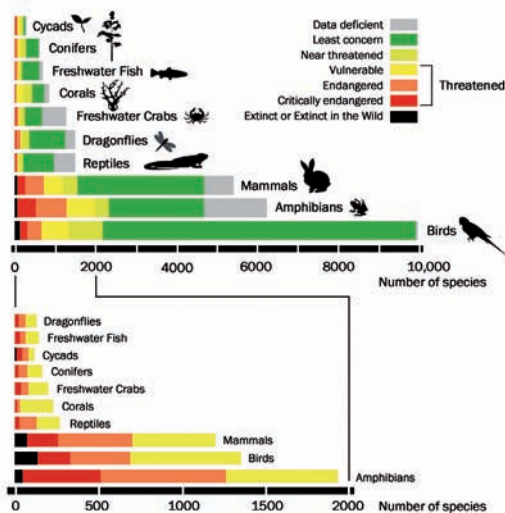 Cycads
Conifers
Freshwater Fish
Corals
Freshwater Crabs
Dragonflies
Reptiles
Mammals
Amphibians
Birds
Data deficient
Least concern
Near threatened
Vulnerable
Endangered
Critically endangered
Extinct or Extinct in the Wild
Threatened
0 2000 4000 6000 8000 10,000
Number of species
Dragonflies
Freshwater Fish
Cycads
Conifers
Freshwater Crabs
Corals
Reptiles
Mammals
Birds
Amphibians
0 500 1000 1500 2000
Number of species